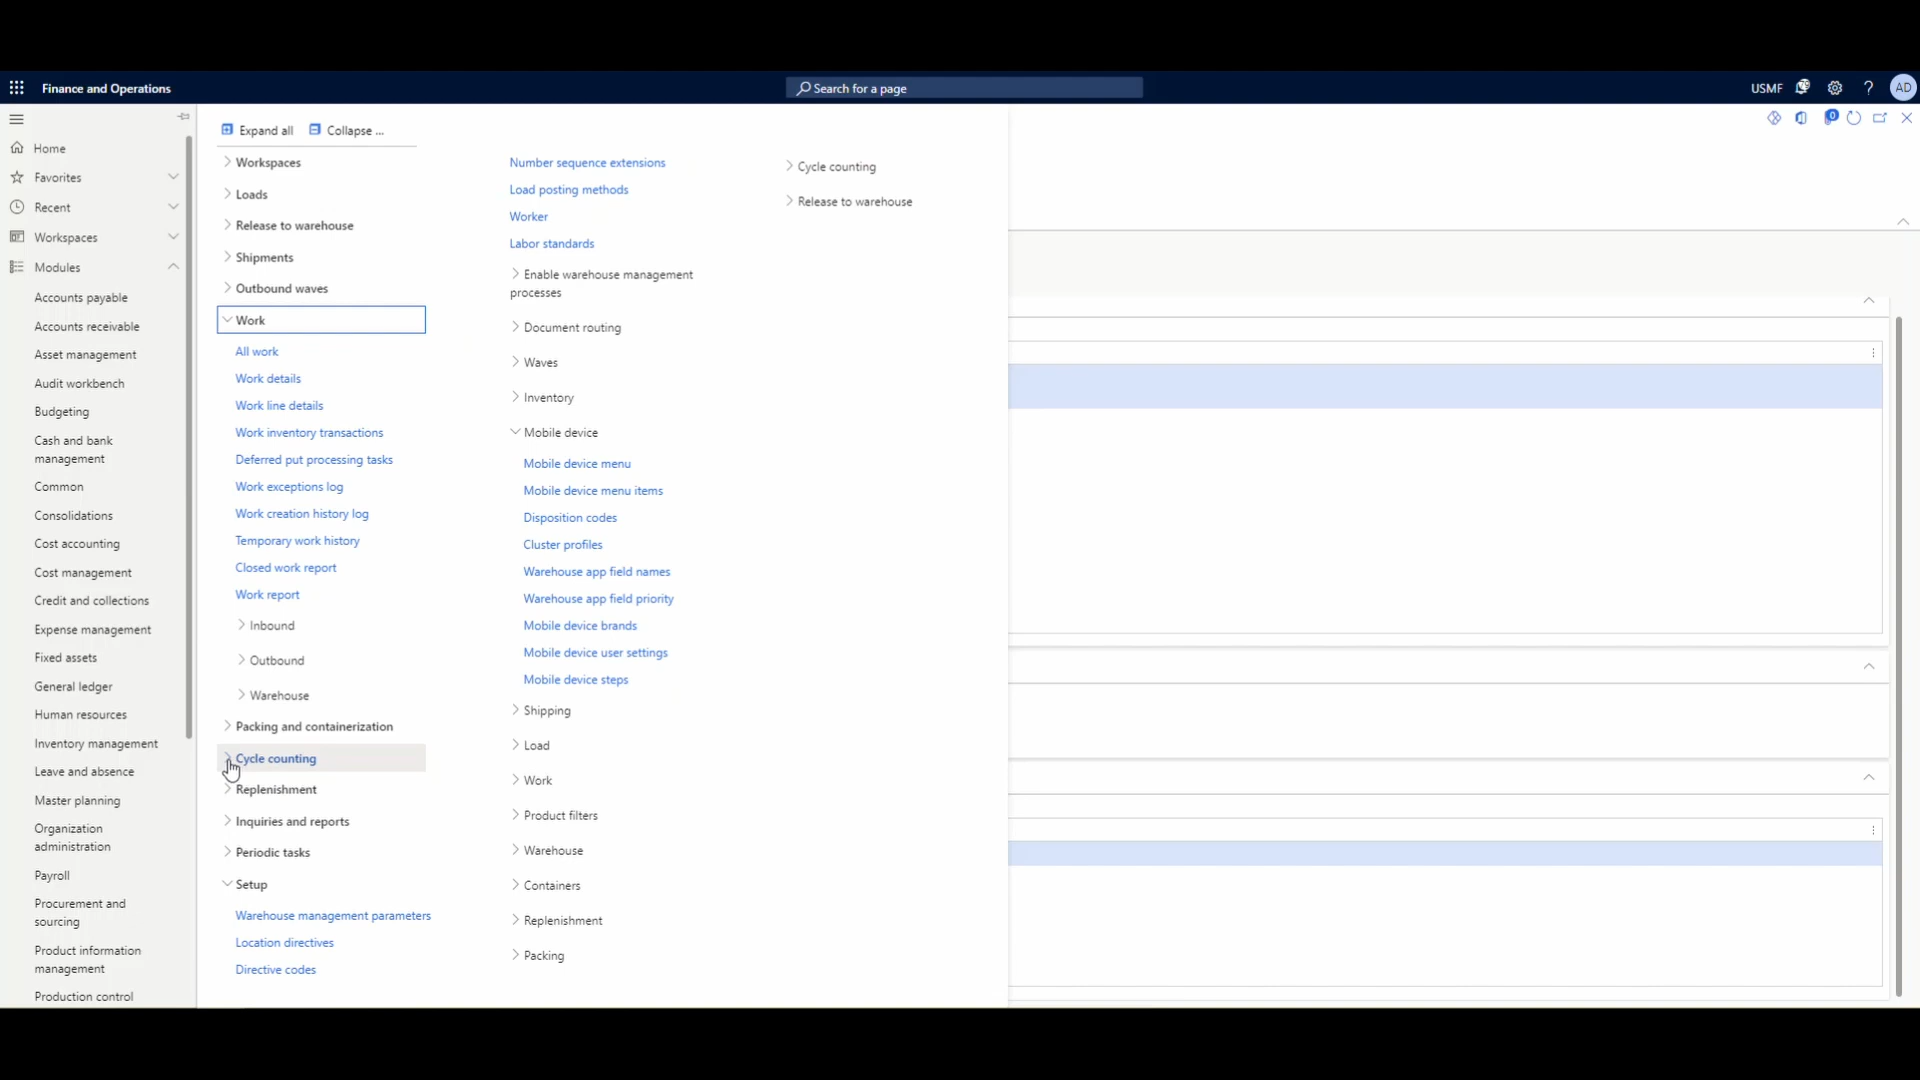 Finance and Operations
Search for a page
USMF
AD
0
Home
Favorites
Recent
Workspaces
Modules
Accounts payable
Accounts receivable
Asset management
Audit workbench
Budgeting
Cash and bank
management
Common
Consolidations
Cost accounting
Cost management
Credit and collections
Expense management
Fixed assets
General ledger
Human resources
Inventory management
Leave and absence
Master planning
Organization
administration
Payroll
Procurement and
sourcing
Product information
management
Production control
Expand all
Collapse ...
Workspaces
Loads
Release to warehouse
Shipments
Outbound waves
Work
All work
Work details
Work line details
Work inventory transactions
Deferred put processing tasks
Work exceptions log
Work creation history log
Temporary work history
Closed work report
Work report
Inbound
Outbound
Warehouse
Packing and containerization
Cycle counting
Replenishment
Inquiries and reports
Periodic tasks
Setup
Warehouse management parameters
Location directives
Directive codes
Number sequence extensions
Load posting methods
Worker
Labor standards
Enable warehouse management
processes
Document routing
Waves
Inventory
Mobile device
Mobile device menu
Mobile device menu items
Disposition codes
Cluster profiles
Warehouse app field names
Warehouse app field priority
Mobile device brands
Mobile device user settings
Mobile device steps
Shipping
Load
Work
Product filters
Warehouse
Containers
Replenishment
Packing
Cycle counting
Release to warehouse